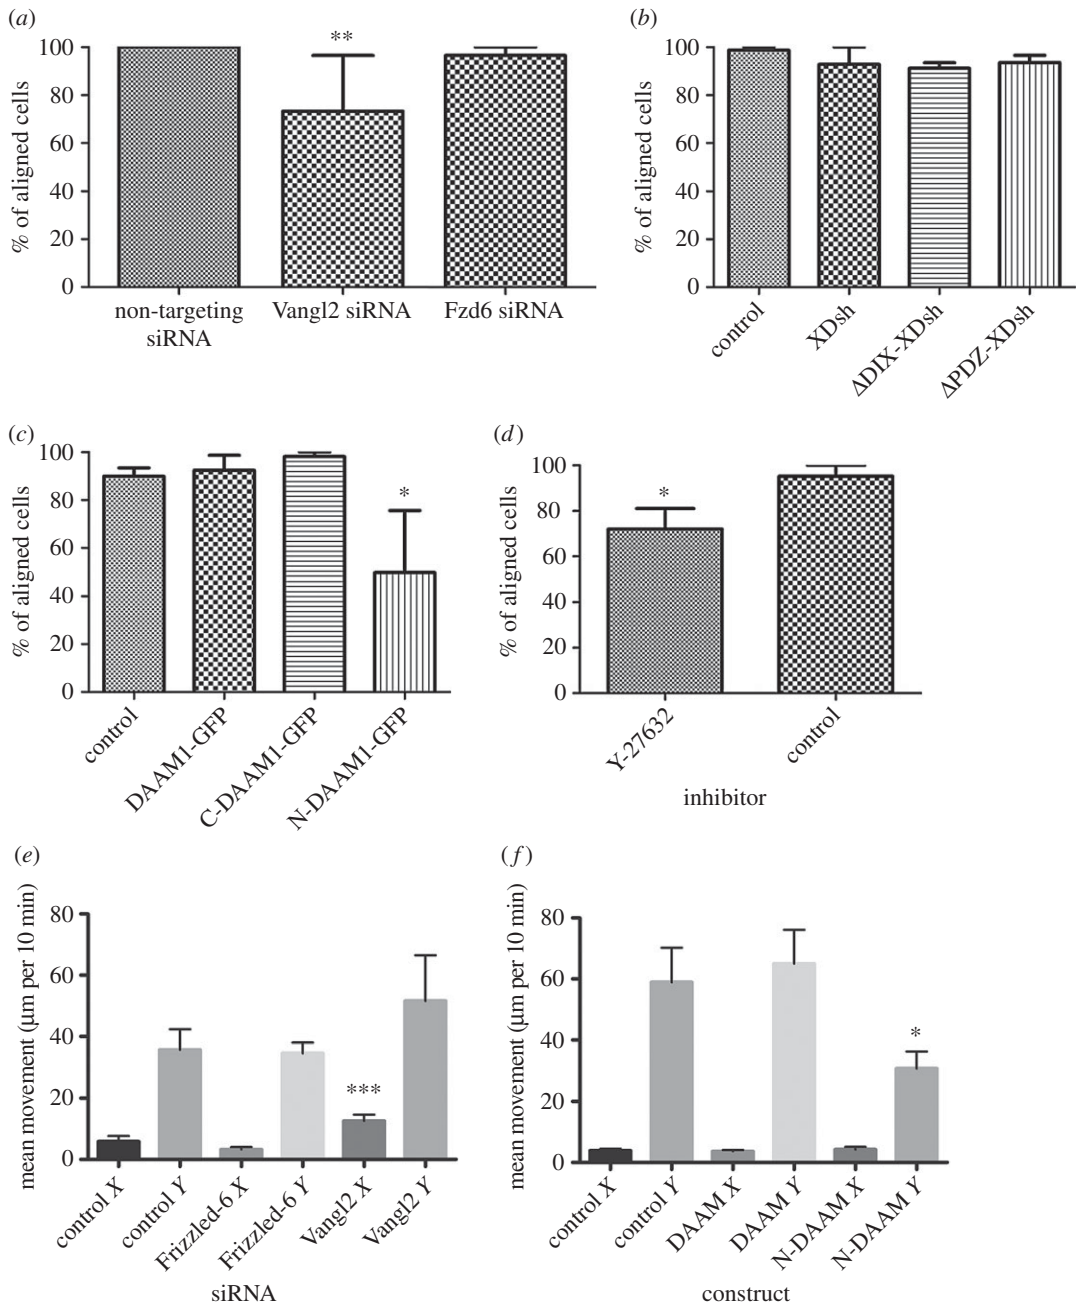 (a)
% of aligned cells
100
80
60
40
20
0
**
non-targeting
siRNA
Vangl2 siRNA
Fzd6 siRNA
(b)
% of aligned cells
100
80
60
40
20
0
control
XDsh
ΔDIX-XDsh
ΔPDZ-XDsh
(c)
% of aligned cells
100
80
60
40
20
0
*
control
DAAM1-GFP
C-DAAM1-GFP
N-DAAM1-GFP
(d)
% of aligned cells
100
80
60
40
20
0
*
Y-27632
control
inhibitor
(e)
mean movement (µm per 10 min)
80
60
40
20
0
***
control X
control Y
Frizzled-6 X
Frizzled-6 Y
Vangl2 X
Vangl2 Y
siRNA
(f)
mean movement (µm per 10 min)
80
60
40
20
0
*
control X
control Y
DAAM X
DAAM Y
N-DAAM X
N-DAAM Y
construct